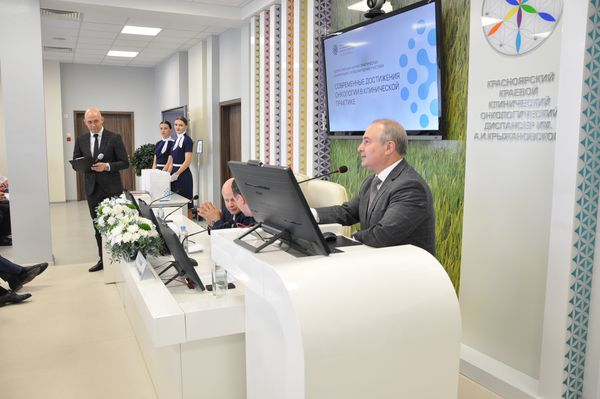 СОВРЕМЕННЫЕ ДОСТИЖЕНИЯ
ОНКОЛОГИИ В КЛИНИЧЕСКОЙ
ПРАКТИКЕ
КРАСНОЯРСКИЙ
КРАЕВОЙ
КЛИНИЧЕСКИЙ
ОНКОЛОГИЧЕСКИЙ
ДИСПАНСЕР ИМ.
А.И.КРЫЖАНОВСКОГО